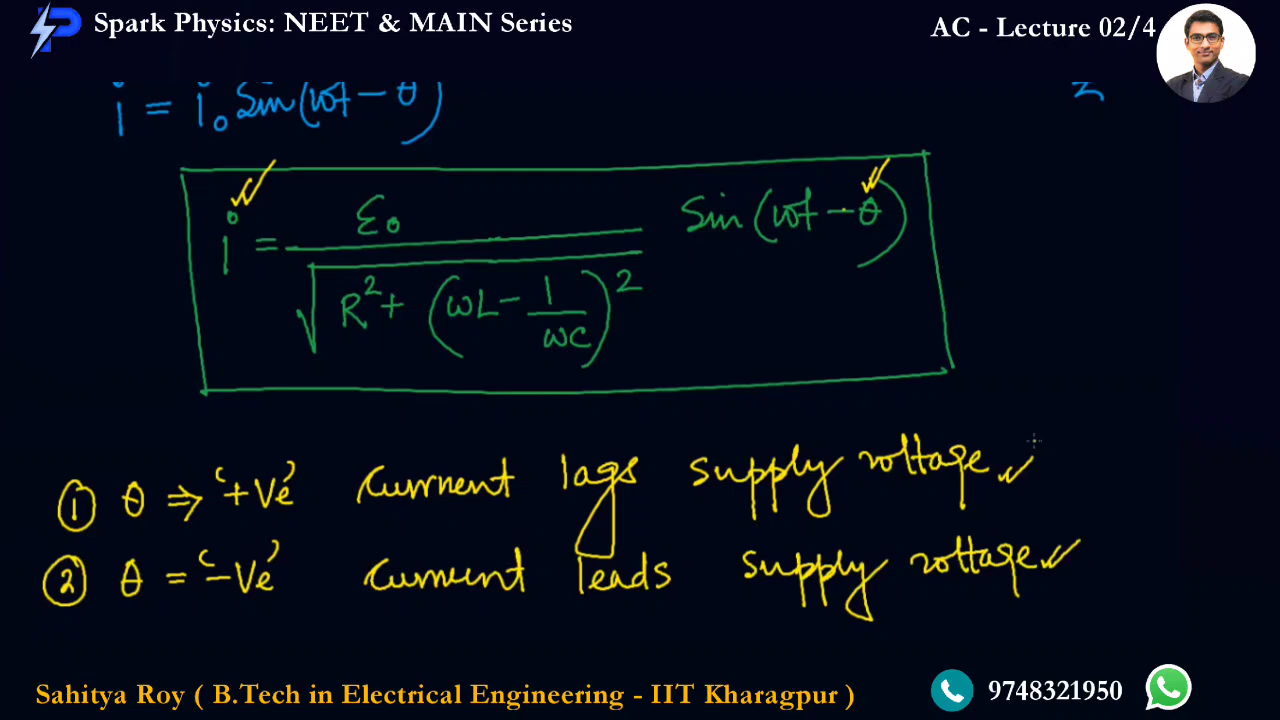 Spark Physics: NEET & MAIN Series
AC - Lecture 02/4
i = i₀ Sin(ωt - θ)
i = ε₀ / √(R² + (ωL - 1/ωC)²) Sin(ωt - θ)
① θ ⇒ '+Ve' current lags supply voltage ✓
② θ = '-Ve' current leads supply voltage ✓
Sahitya Roy ( B.Tech in Electrical Engineering - IIT Kharagpur )
9748321950